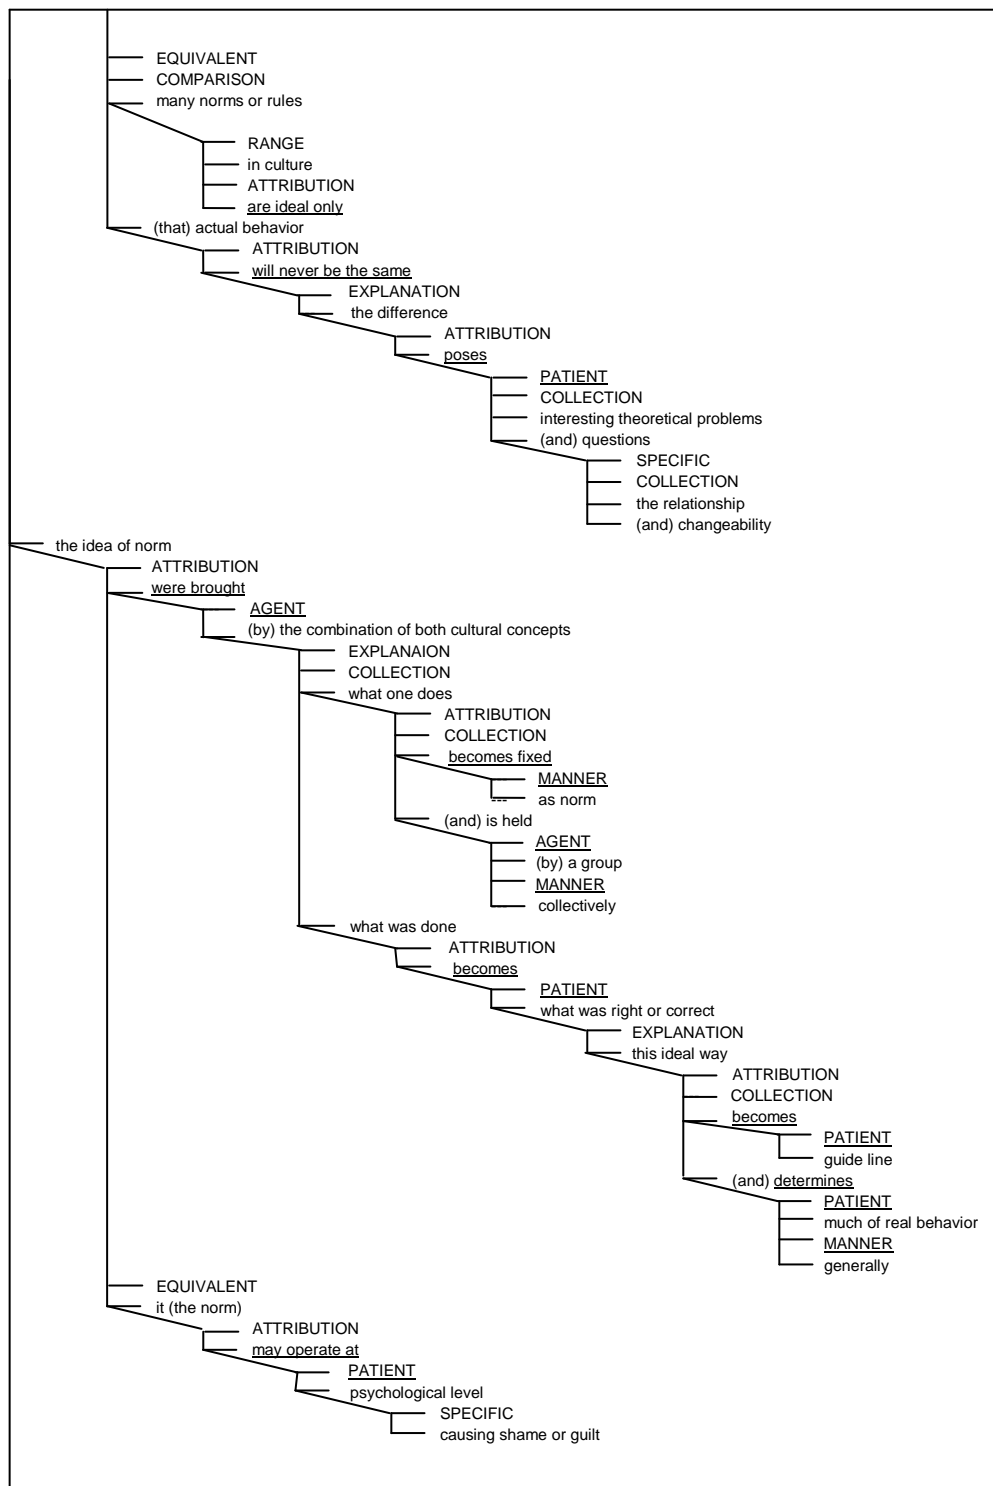 EQUIVALENT
COMPARISON
many norms or rules
RANGE
in culture
ATTRIBUTION
are ideal only
(that) actual behavior
ATTRIBUTION
will never be the same
EXPLANATION
the difference
ATTRIBUTION
poses
PATIENT
COLLECTION
interesting theoretical problems
(and) questions
SPECIFIC
COLLECTION
the relationship
(and) changeability
the idea of norm
ATTRIBUTION
were brought
AGENT
(by) the combination of both cultural concepts
EXPLANAION
COLLECTION
what one does
ATTRIBUTION
COLLECTION
becomes fixed
MANNER
as norm
(and) is held
AGENT
(by) a group
MANNER
collectively
what was done
ATTRIBUTION
becomes
PATIENT
what was right or correct
EXPLANATION
this ideal way
ATTRIBUTION
COLLECTION
becomes
PATIENT
guide line
(and) determines
PATIENT
much of real behavior
MANNER
generally
EQUIVALENT
it (the norm)
ATTRIBUTION
may operate at
PATIENT
psychological level
SPECIFIC
causing shame or guilt